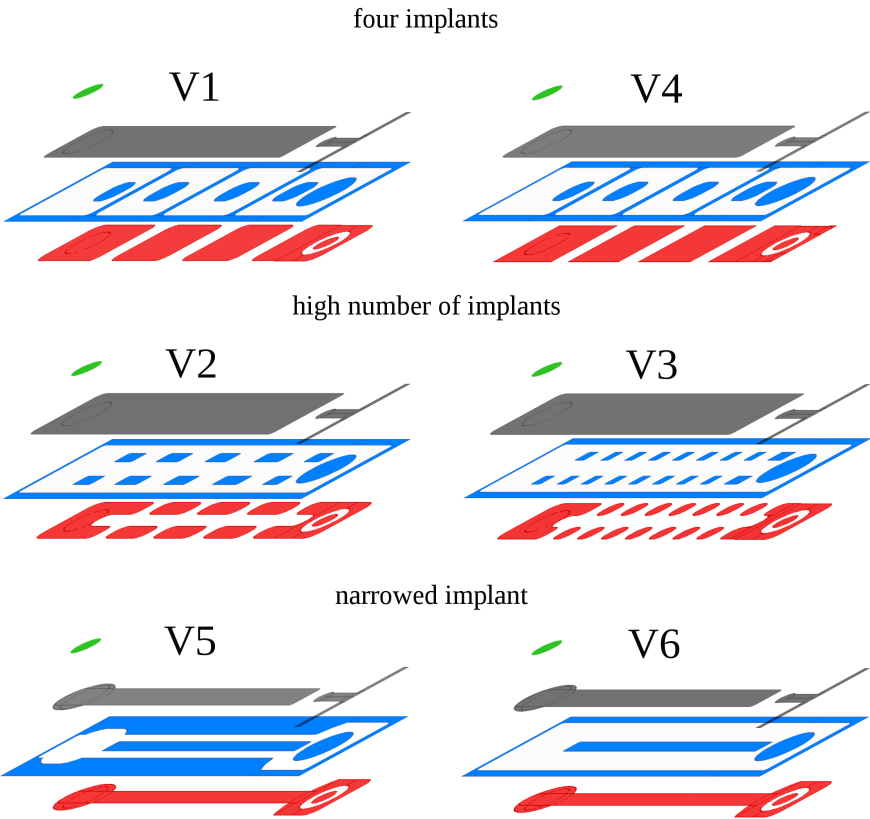 four implants
V1
V4
high number of implants
V2
V3
narrowed implant
V5
V6